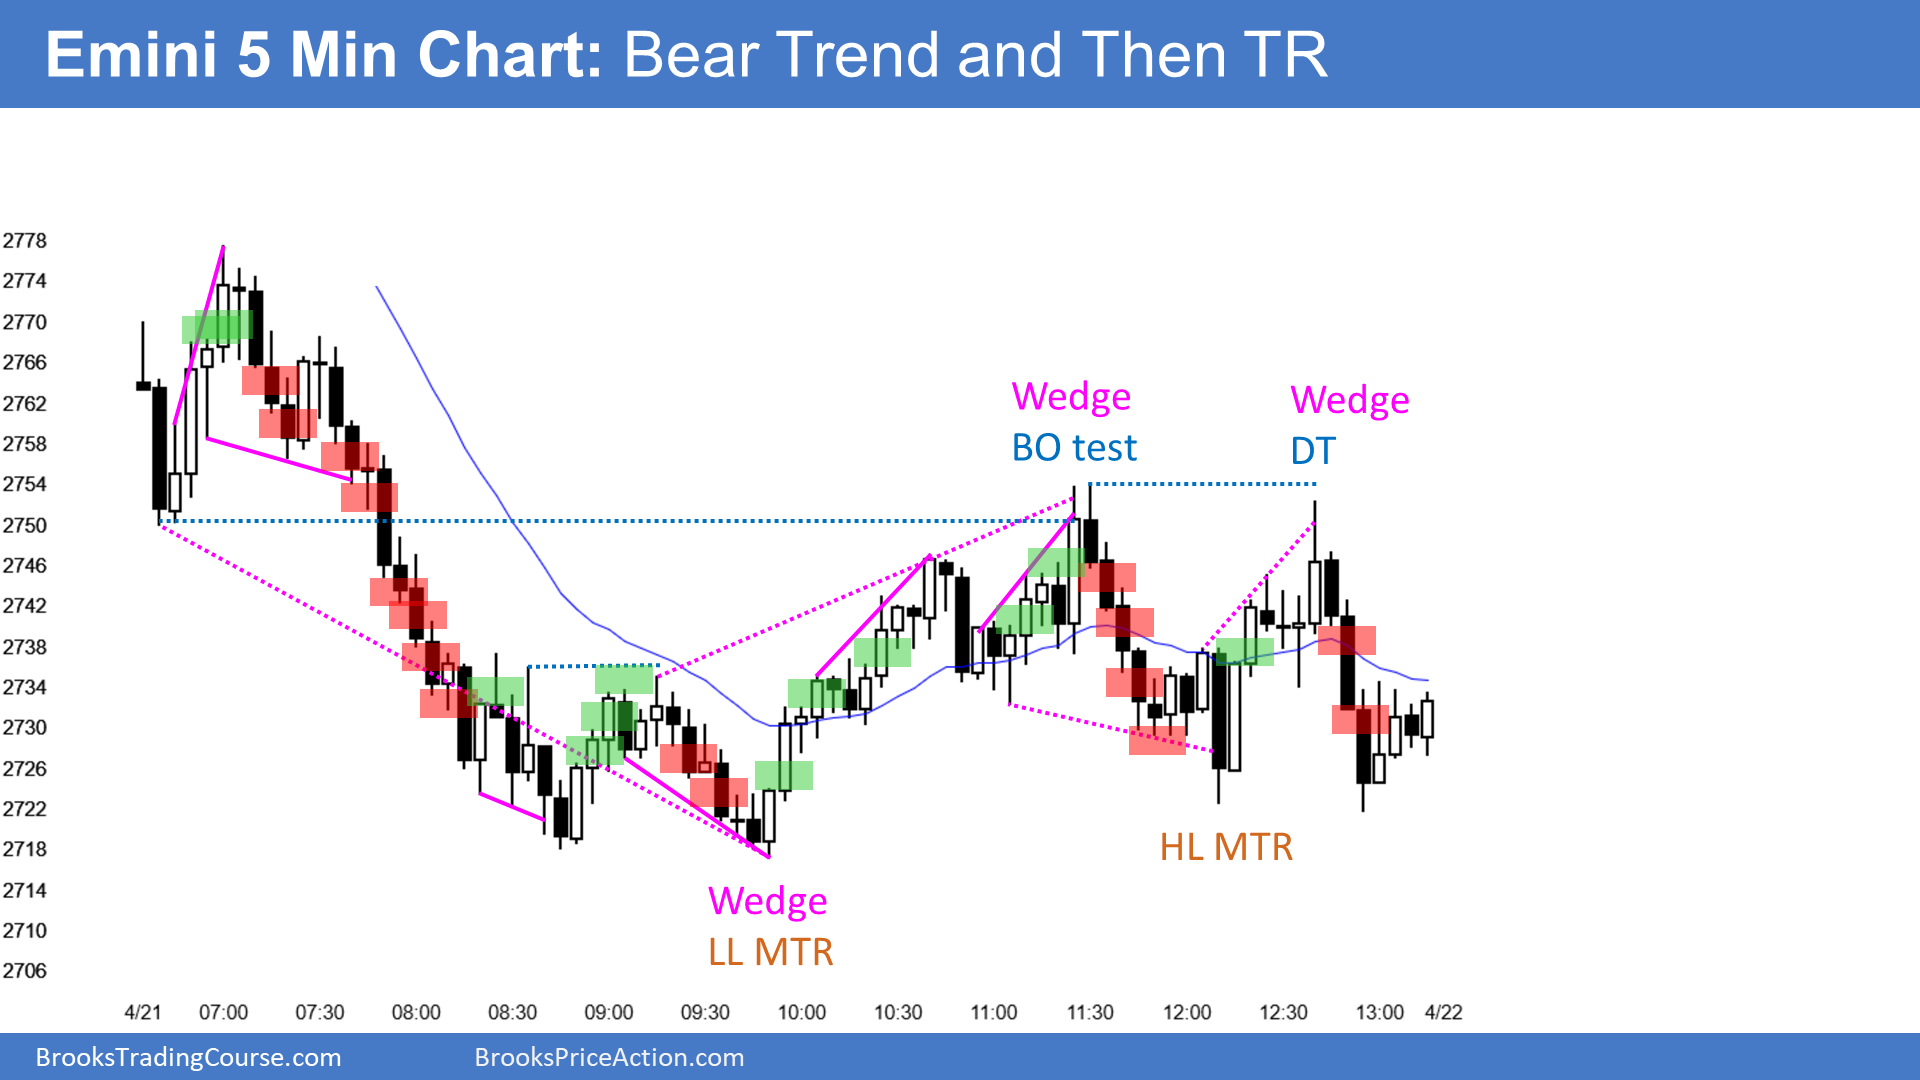 Emini 5 Min Chart: Bear Trend and Then TR
2778
2774
2770
2766
2762
2758
2754
2750
2746
2742
2738
2734
2730
2726
2722
2718
2714
2710
2706
Wedge
BO test
Wedge
DT
HL MTR
Wedge
LL MTR
4/21 07:00 07:30 08:00 08:30 09:00 09:30 10:00 10:30 11:00 11:30 12:00 12:30 13:00 4/22
BrooksTradingCourse.com BrooksPriceAction.com